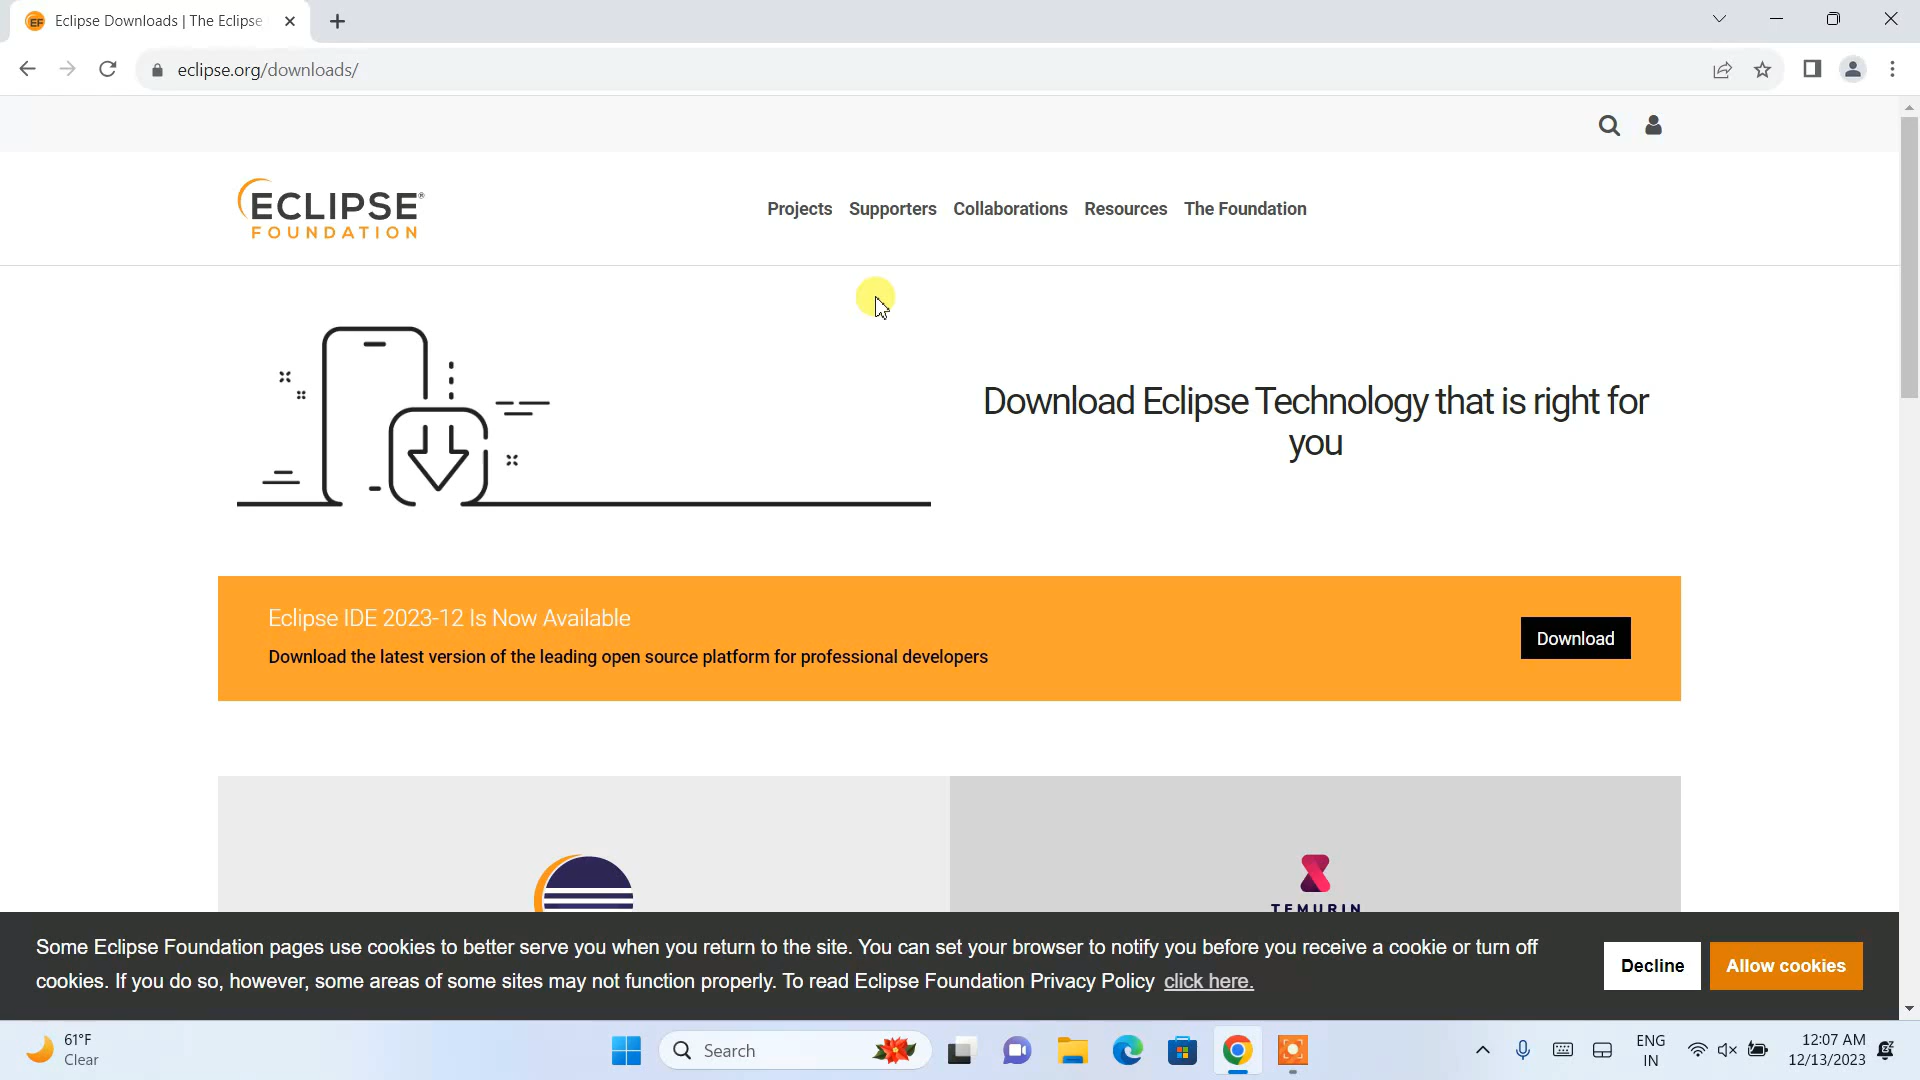 EF Eclipse Downloads | The Eclipse
eclipse.org/downloads/
ECLIPSE®
FOUNDATION
Projects Supporters Collaborations Resources The Foundation
Download Eclipse Technology that is right for
you
Eclipse IDE 2023-12 Is Now Available
Download the latest version of the leading open source platform for professional developers
Download
TEMURIN
Some Eclipse Foundation pages use cookies to better serve you when you return to the site. You can set your browser to notify you before you receive a cookie or turn off
cookies. If you do so, however, some areas of some sites may not function properly. To read Eclipse Foundation Privacy Policy click here.
Decline
Allow cookies
61°F
Clear
Search
ENG
IN
12:07 AM
12/13/2023